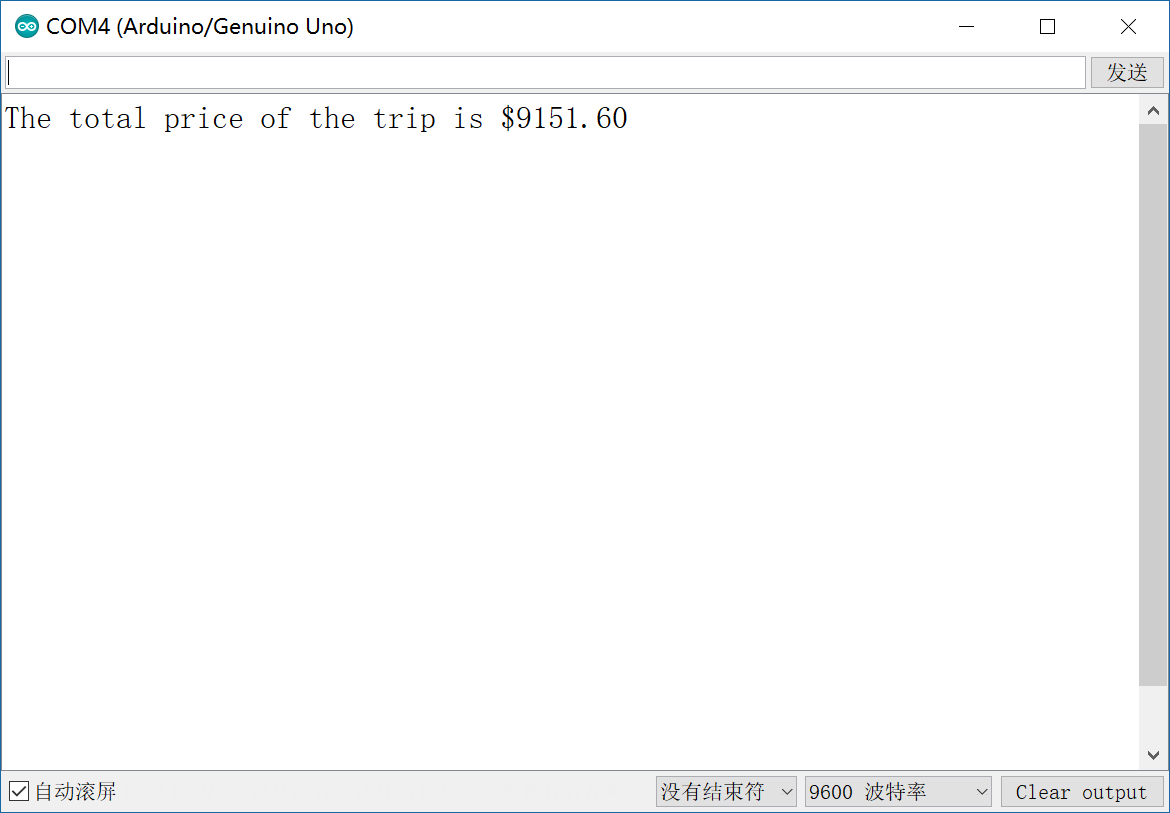 COM4 (Arduino/Genuino Uno)
发送
The total price of the trip is $9151.60
自动滚屏
没有结束符
9600 波特率
Clear output